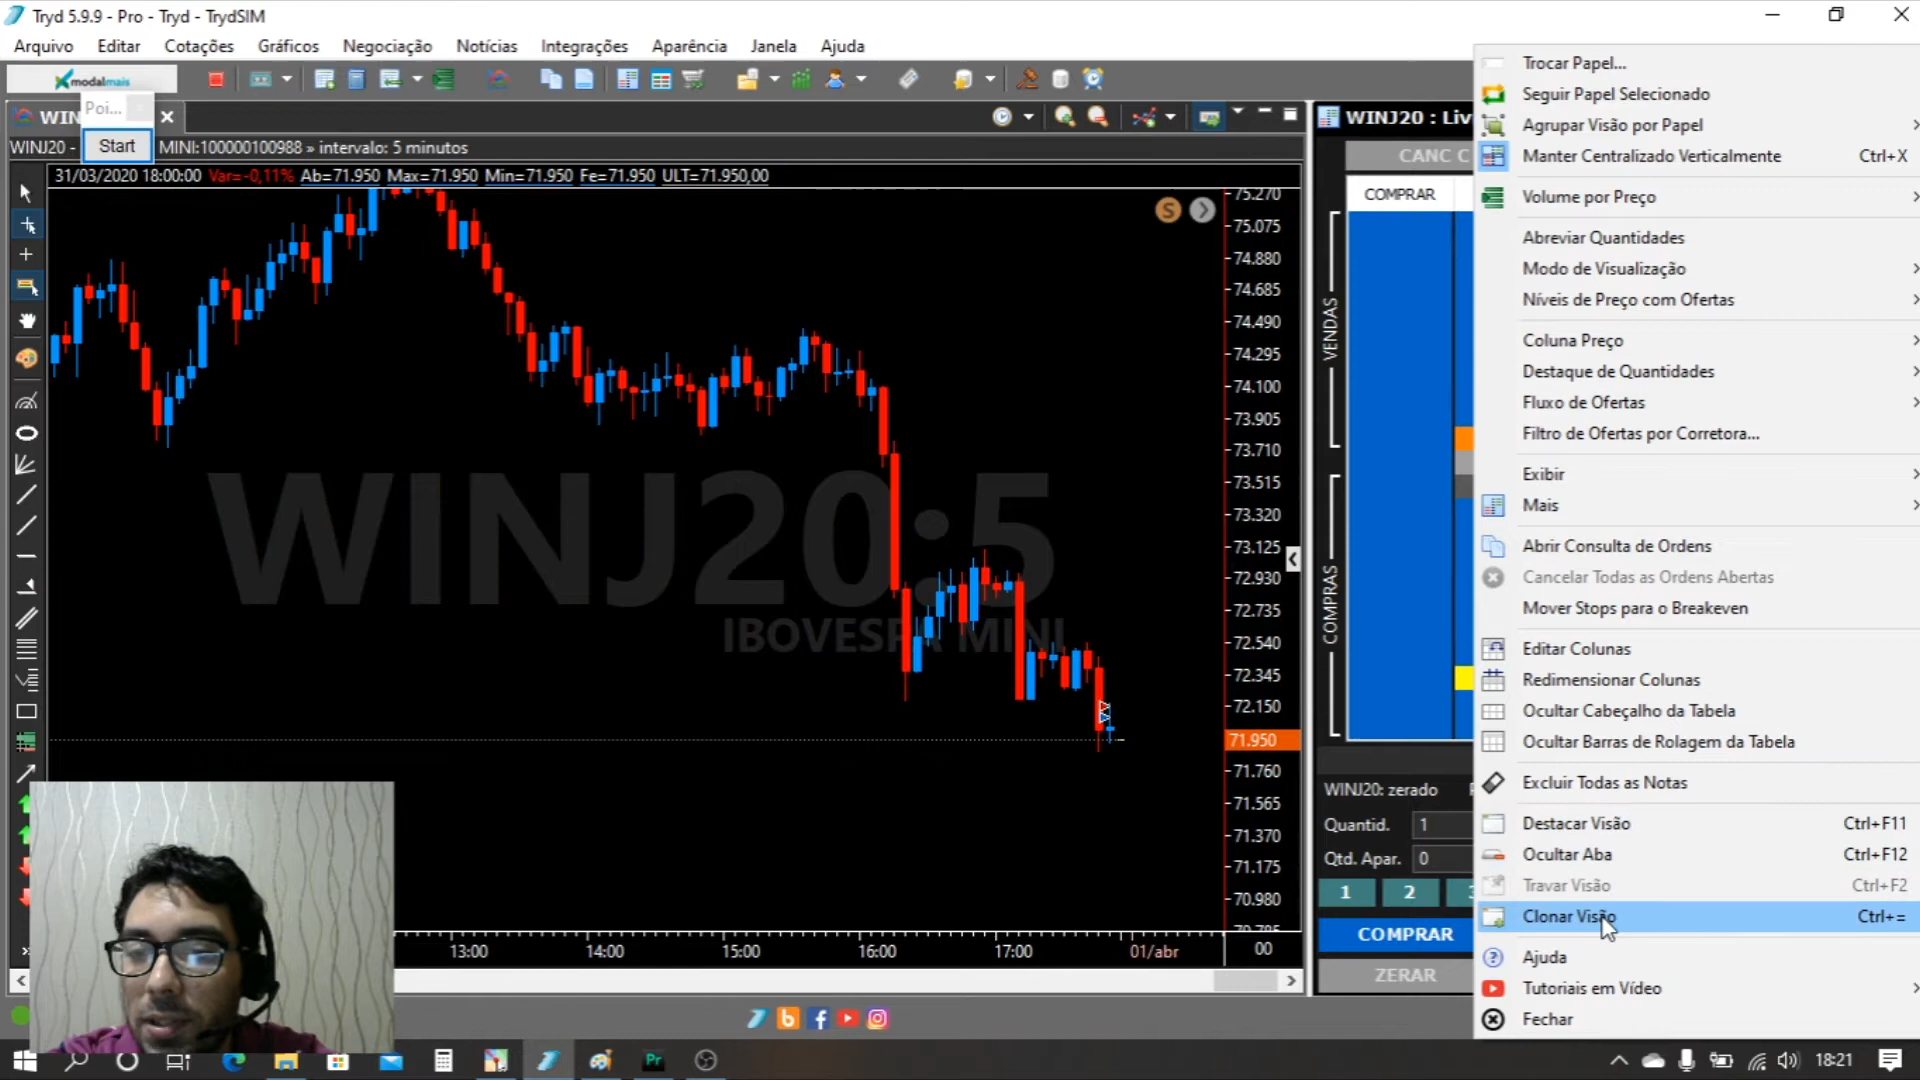 Tryd 5.9.9 - Pro - Tryd - TrydSIM
Arquivo Editar Cotações Gráficos Negociação Notícias Integrações Aparência Janela Ajuda
modalmais
WIN
Poi...
Start
WINJ20 - MINI:100000100988 » intervalo: 5 minutos
31/03/2020 18:00:00 Var=-0,11% Ab=71.950 Max=71.950 Min=71.950 Fe=71.950 ULT=71.950,00
S
WINJ20:5
IBOVESPA MINI
75.270
75.075
74.880
74.685
74.490
74.295
74.100
73.905
73.710
73.515
73.320
73.125
72.930
72.735
72.540
72.345
72.150
71.950
71.760
71.565
71.370
71.175
70.980
70.785
13:00 14:00 15:00 16:00 17:00 01/abr 00
WINJ20 : Liv
CANC C
COMPRAR
VENDAS
COMPRAS
WINJ20: zerado
Quantid. 1
Qtd. Apar. 0
1 2 3
COMPRAR
ZERAR
Trocar Papel...
Seguir Papel Selecionado
Agrupar Visão por Papel
Manter Centralizado Verticalmente Ctrl+X
Volume por Preço
Abreviar Quantidades
Modo de Visualização
Níveis de Preço com Ofertas
Coluna Preço
Destaque de Quantidades
Fluxo de Ofertas
Filtro de Ofertas por Corretora...
Exibir
Mais
Abrir Consulta de Ordens
Cancelar Todas as Ordens Abertas
Mover Stops para o Breakeven
Editar Colunas
Redimensionar Colunas
Ocultar Cabeçalho da Tabela
Ocultar Barras de Rolagem da Tabela
Excluir Todas as Notas
Destacar Visão Ctrl+F11
Ocultar Aba Ctrl+F12
Travar Visão Ctrl+F2
Clonar Visão Ctrl+=
Ajuda
Tutoriais em Vídeo
Fechar
Pr
18:21